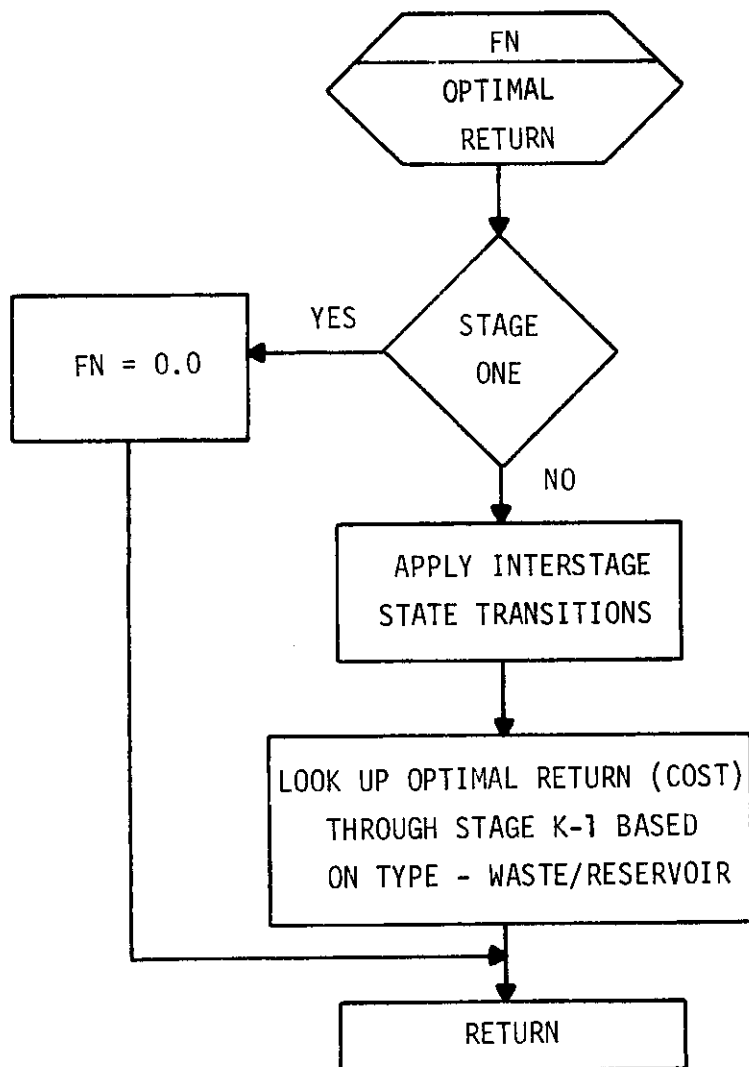 FN
OPTIMAL
RETURN
STAGE
ONE
YES
FN = 0.0
NO
APPLY INTERSTAGE
STATE TRANSITIONS
LOOK UP OPTIMAL RETURN (COST)
THROUGH STAGE K-1 BASED
ON TYPE - WASTE/RESERVOIR
RETURN